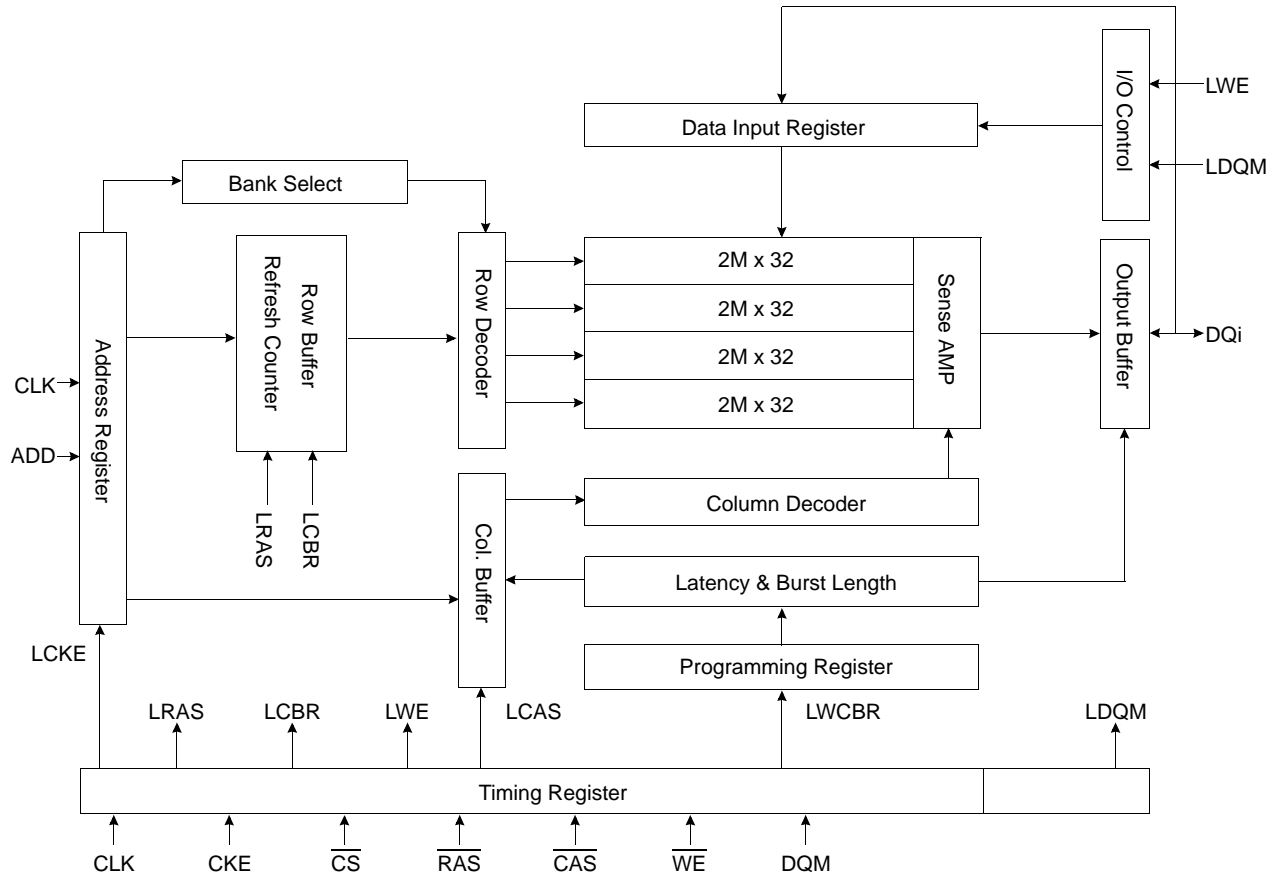 I/O Control
LWE
Data Input Register
LDQM
Bank Select
Address Register
Refresh Counter
Row Buffer
Row Decoder
2M x 32
2M x 32
2M x 32
2M x 32
Sense AMP
Output Buffer
DQi
CLK
ADD
LRAS
LCBR
Col. Buffer
Column Decoder
Latency & Burst Length
Programming Register
LCKE
LRAS
LCBR
LWE
LCAS
LWCBR
LDQM
Timing Register
CLK
CKE
CS
RAS
CAS
WE
DQM